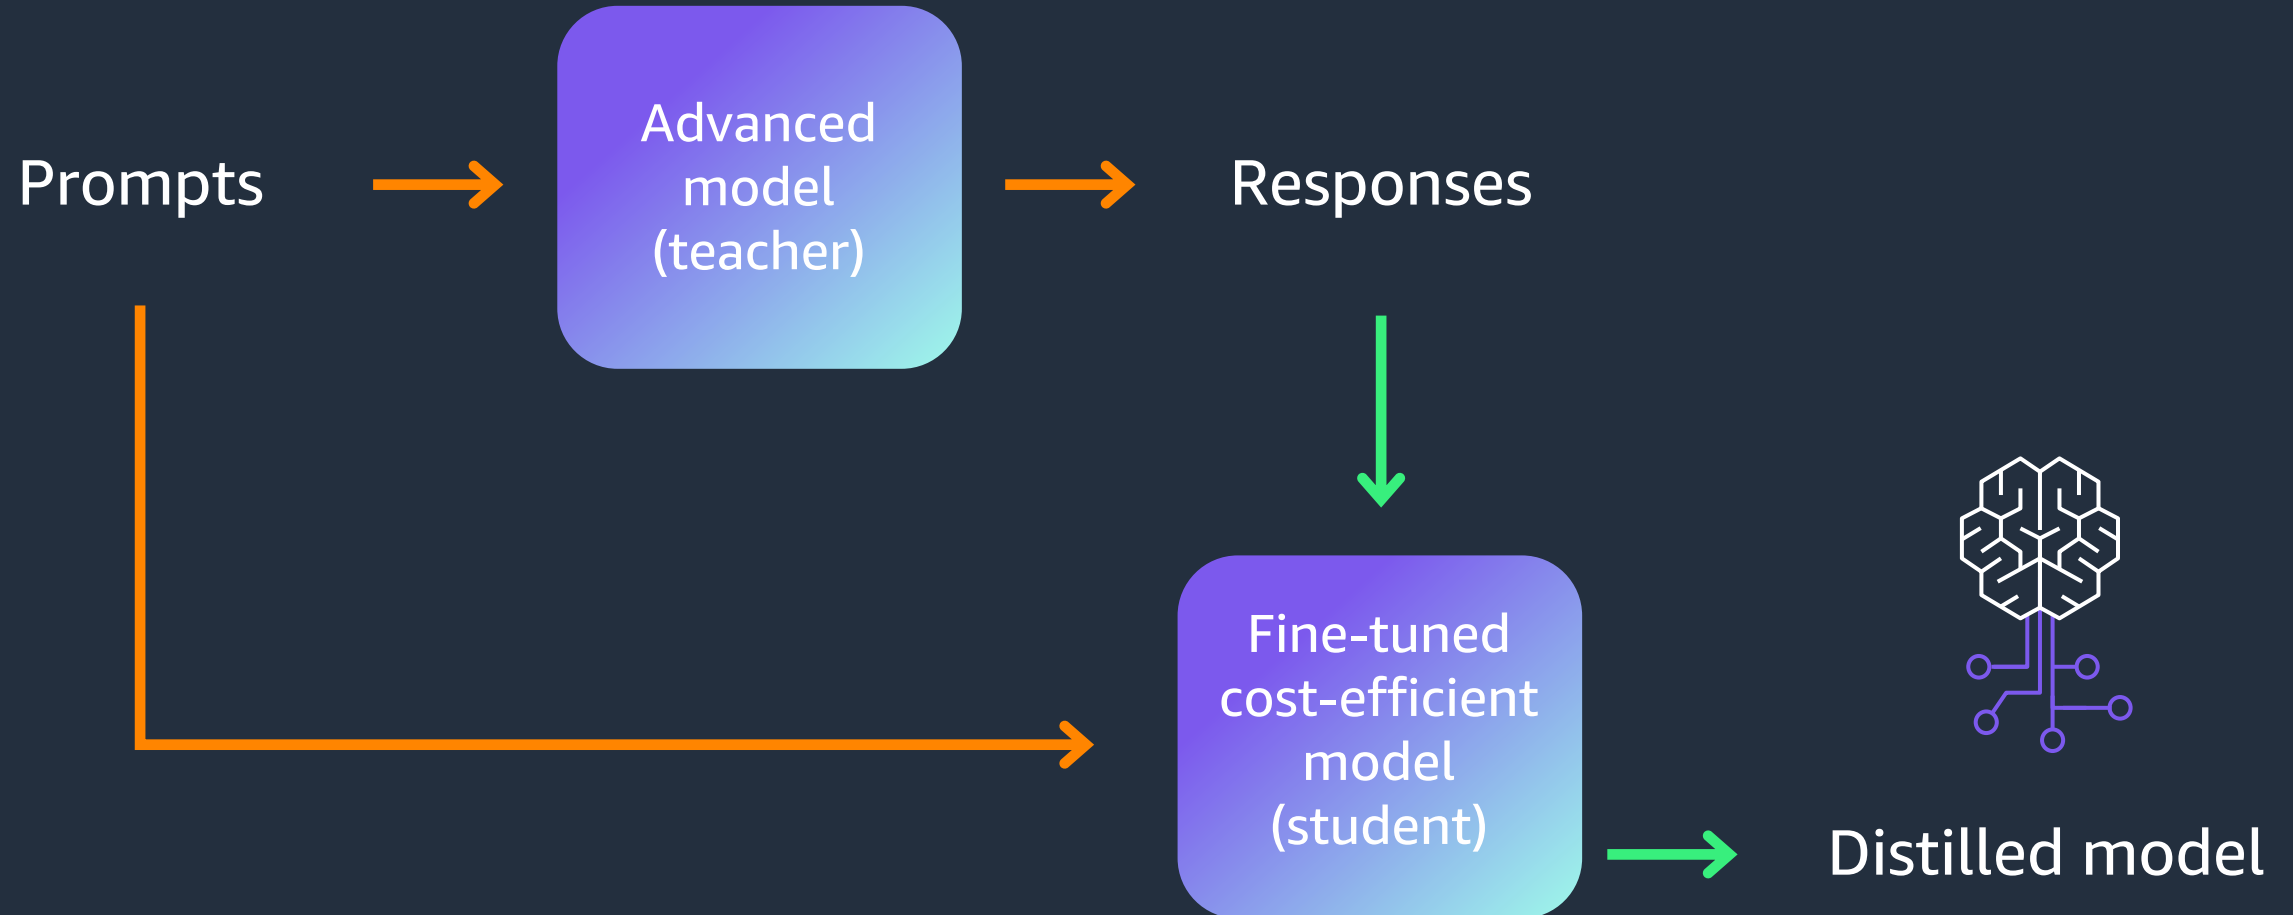 Prompts
Advanced
model
(teacher)
Responses
Fine-tuned
cost-efficient
model
(student)
Distilled model